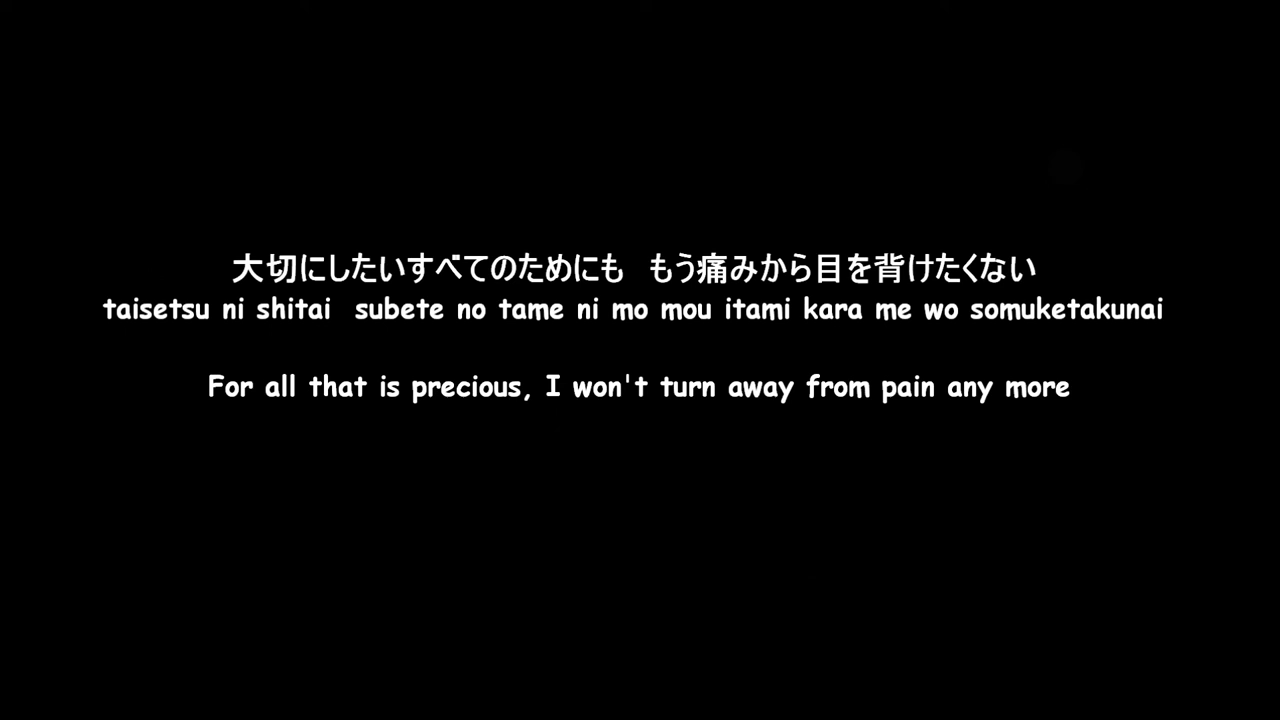 大切にしたいすべてのためにも　もう痛みから目を背けたくない
taisetsu ni shitai  subete no tame ni mo mou itami kara me wo somuketakunai
For all that is precious, I won't turn away from pain any more